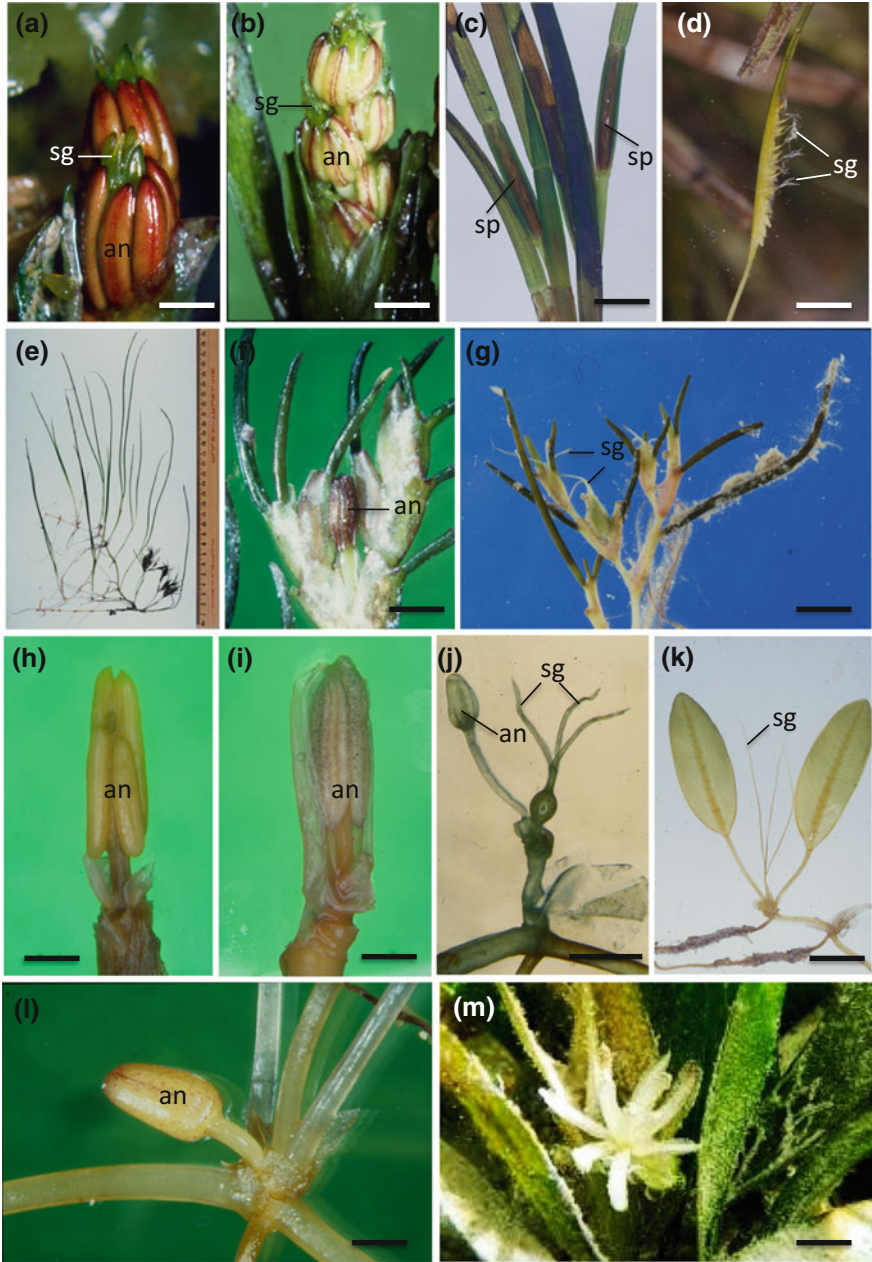 (a)
sg
an
(b)
sg
an
(c)
sp
sp
(d)
sg
(e)
(f)
an
(g)
sg
(h)
an
(i)
an
(j)
sg
an
(k)
sg
(l)
an
(m)